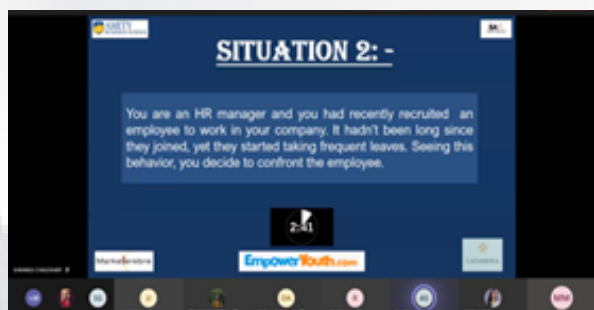 AMITY
SITUATION 2: -
You are an HR manager and you had recently recruited an
employee to work in your company. It hadn't been long since
they joined, yet they started taking frequent leaves. Seeing this
behavior, you decide to confront the employee.
2:41
EmpowerYouth.com
MM